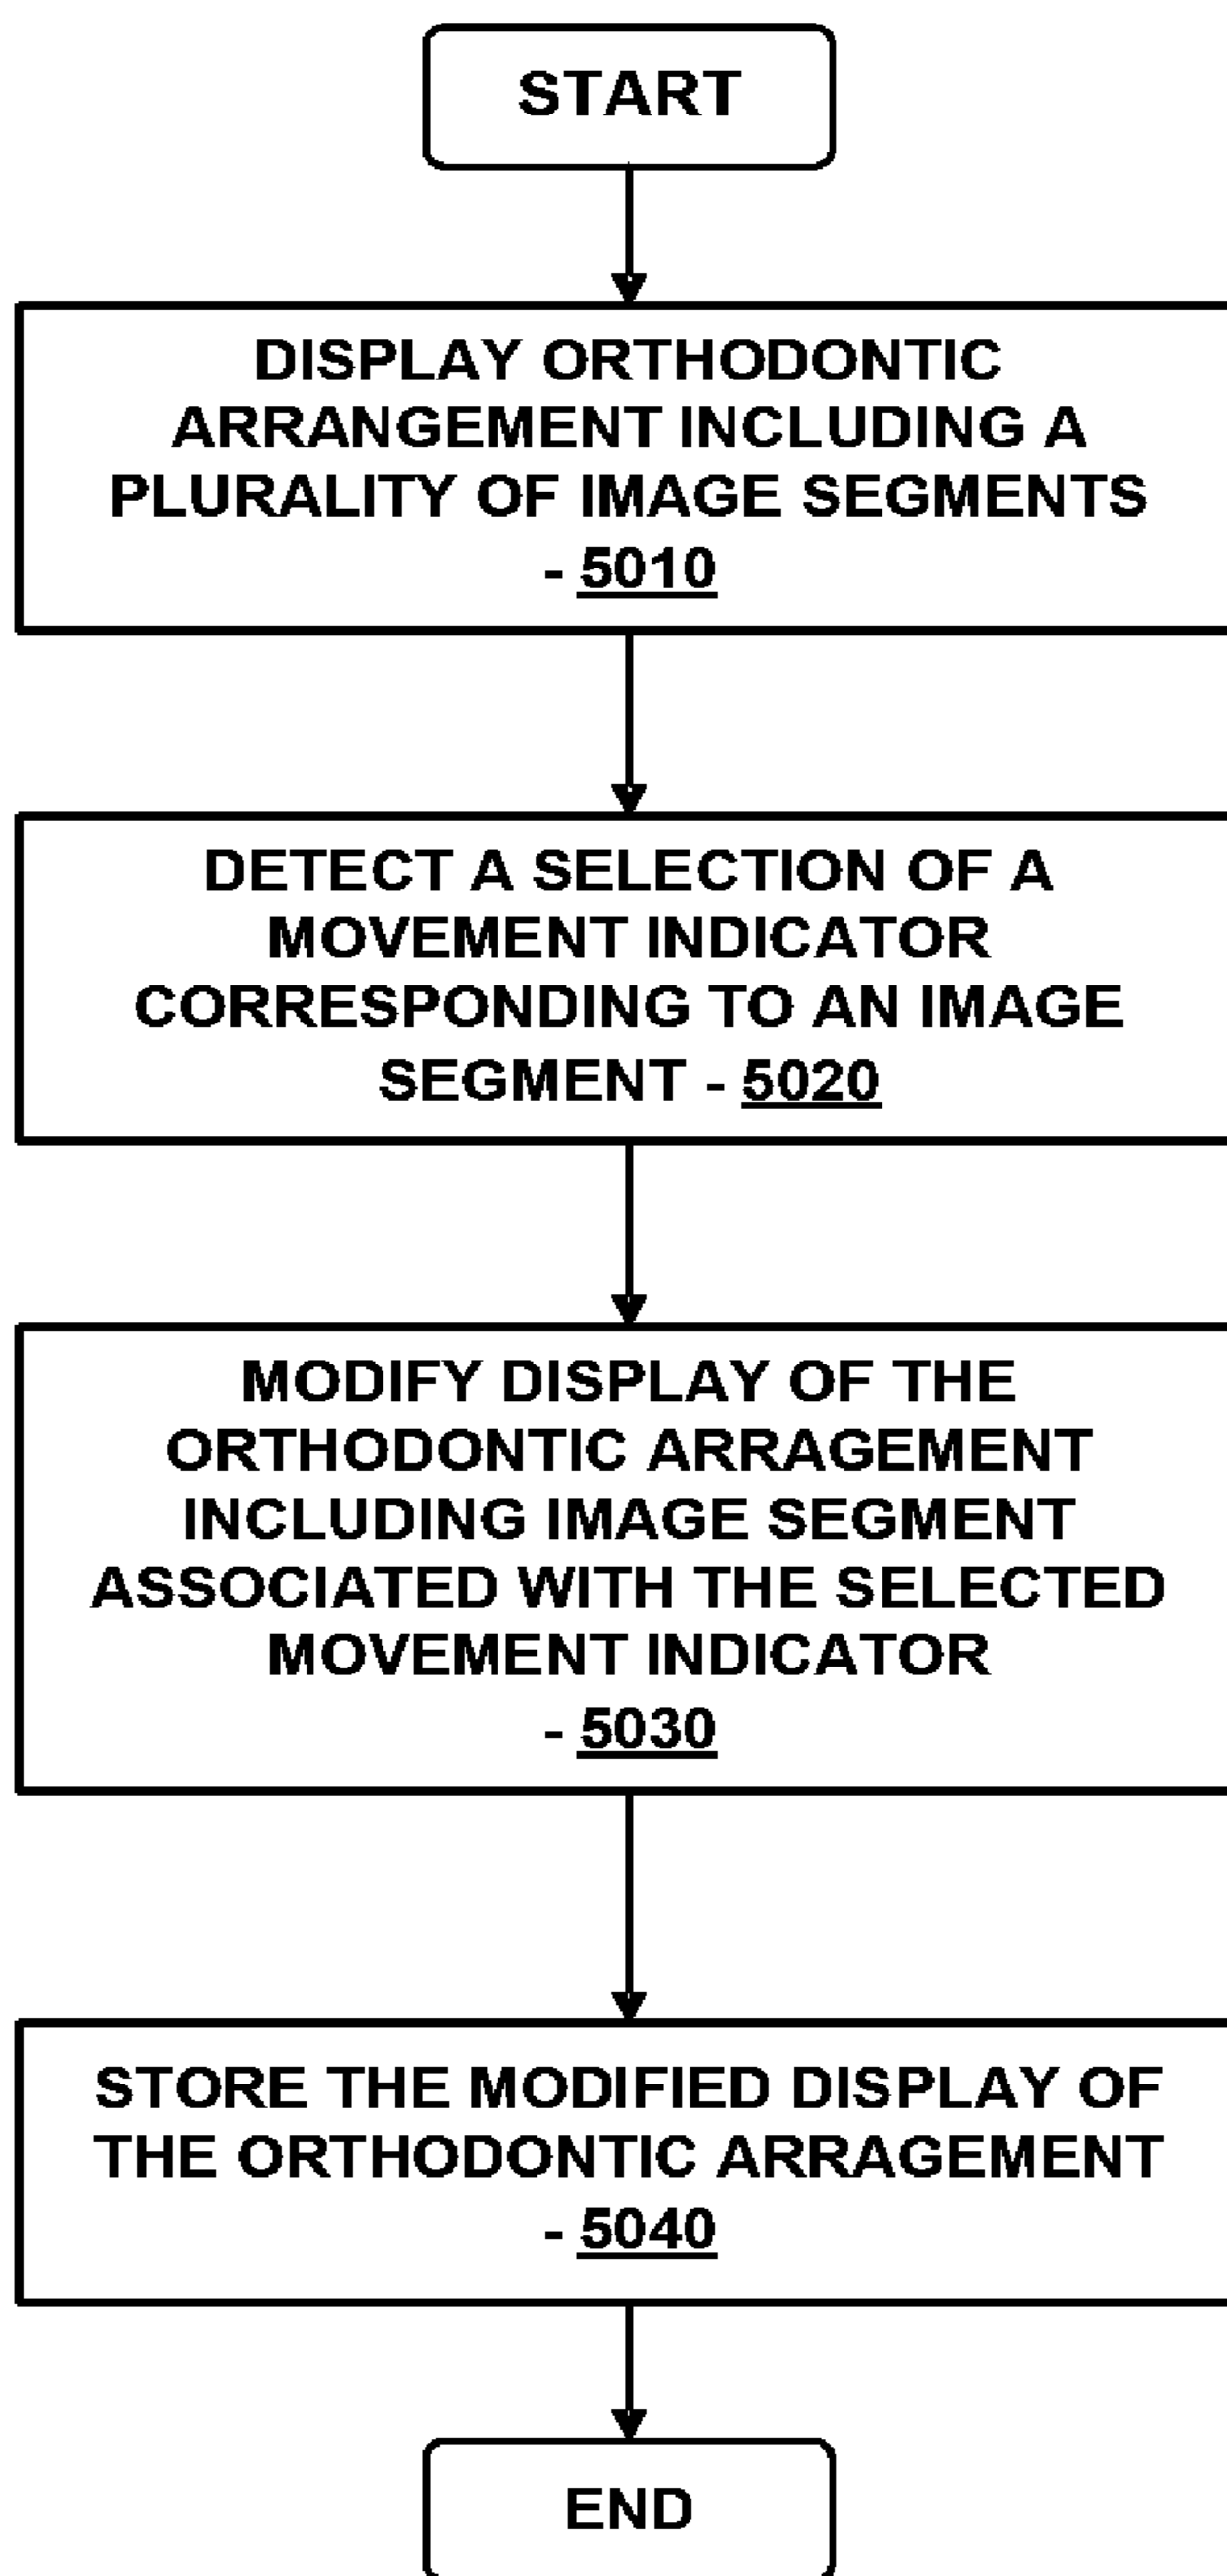 START
DISPLAY ORTHODONTIC
ARRANGEMENT INCLUDING A
PLURALITY OF IMAGE SEGMENTS
- 5010
DETECT A SELECTION OF A
MOVEMENT INDICATOR
CORRESPONDING TO AN IMAGE
SEGMENT - 5020
MODIFY DISPLAY OF THE
ORTHODONTIC ARRAGEMENT
INCLUDING IMAGE SEGMENT
ASSOCIATED WITH THE SELECTED
MOVEMENT INDICATOR
- 5030
STORE THE MODIFIED DISPLAY OF
THE ORTHODONTIC ARRAGEMENT
- 5040
END